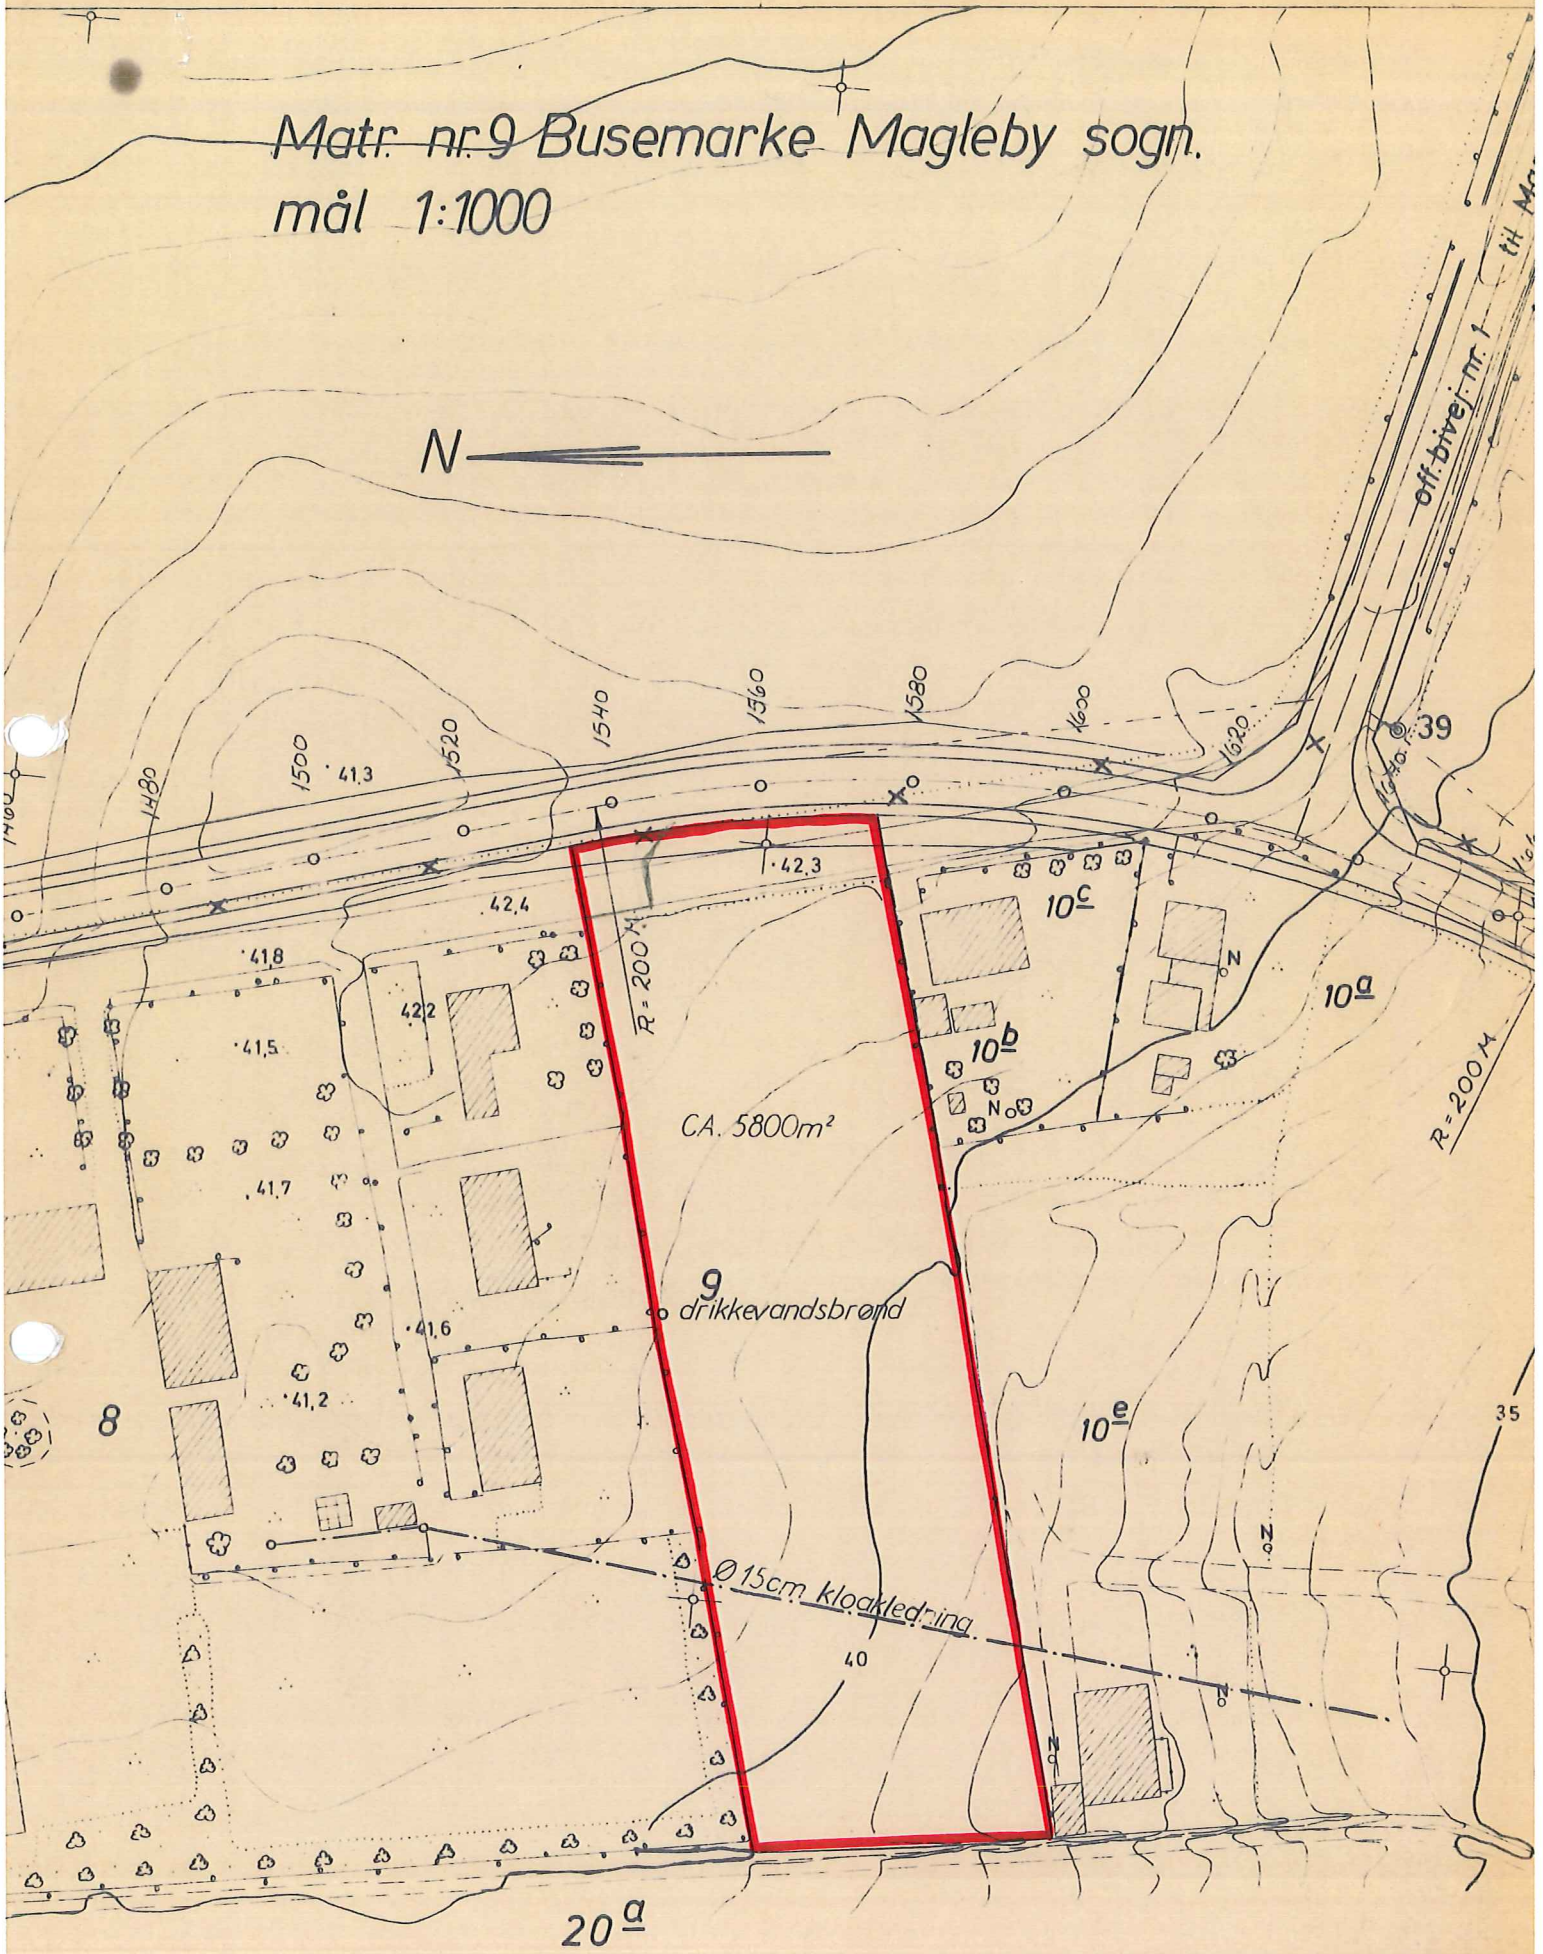 Matr. nr. 9 Busemarke Magleby sogn.
mål 1:1000
til
off. bivej. nr. 1
N
1460
1480
1500
1520
1540
1560
1580
1600
1620
39
41,3
42,3
42,4
41,8
42,2
41,5
41,7
41,6
41,2
R = 200 M
10c
10b
10a
R = 200 M
CA. 5800m²
N
N
9
drikkevandsbrønd
8
10e
35
N
Ø 15cm kloakledning
40
N
N
20a